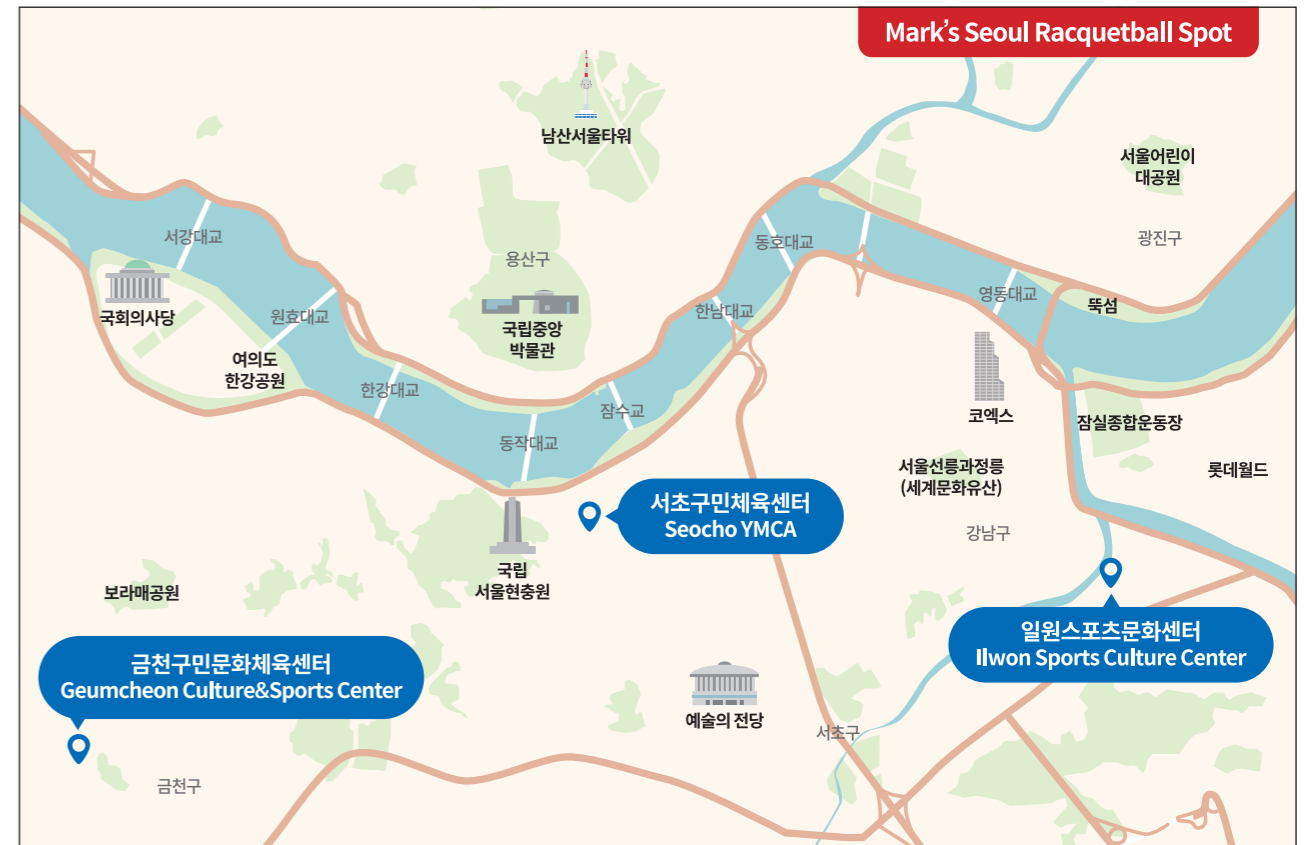 Mark's Seoul Racquetball Spot
남산서울타워
서울어린이
대공원
서강대교
동호대교
광진구
용산구
국회의사당
원효대교
국립중앙
박물관
한남대교
영동대교
뚝섬
여의도
한강공원
한강대교
잠수교
코엑스
잠실종합운동장
동작대교
서울선릉과정릉
(세계문화유산)
롯데월드
서초구민체육센터
Seocho YMCA
강남구
국립
서울현충원
보라매공원
일원스포츠문화센터
Ilwon Sports Culture Center
금천구민문화체육센터
Geumcheon Culture&Sports Center
예술의 전당
서초구
금천구